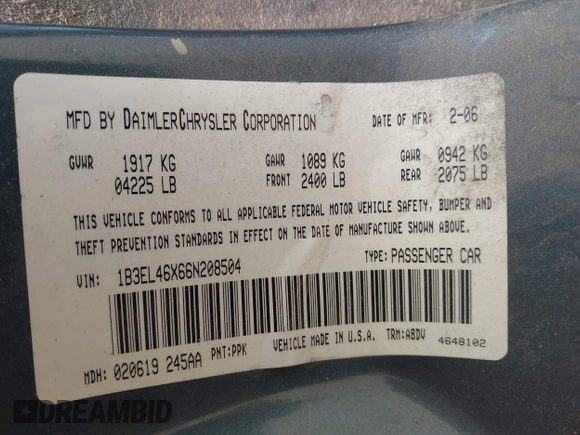 MFD BY DAIMLERCHRYSLER CORPORATION DATE OF MFR: 2-06
GVWR 1917 KG GAWR 1089 KG GAWR 0942 KG
04225 LB FRONT 2400 LB REAR 2075 LB
THIS VEHICLE CONFORMS TO ALL APPLICABLE FEDERAL MOTOR VEHICLE SAFETY, BUMPER AND
THEFT PREVENTION STANDARDS IN EFFECT ON THE DATE OF MANUFACTURE SHOWN ABOVE.
VIN: 1B3EL46X66N208504 TYPE: PASSENGER CAR
MDH: 020619 245AA PNT: PPK VEHICLE MADE IN U.S.A. TRM: A8DV 4648102
DREAMBID